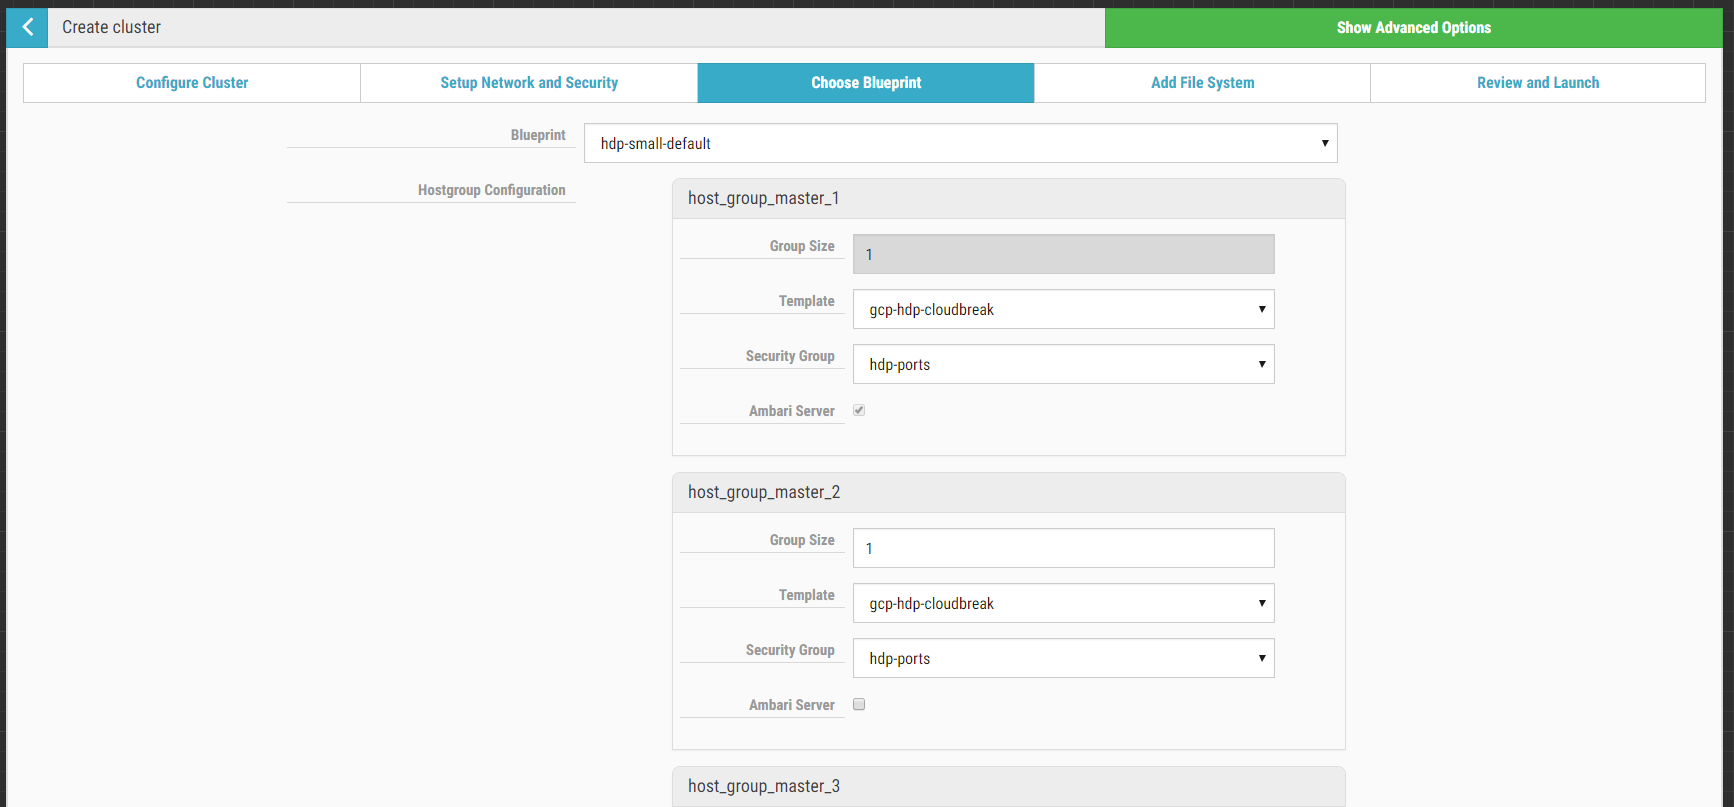 Create cluster
Show Advanced Options
Configure Cluster
Setup Network and Security
Choose Blueprint
Add File System
Review and Launch
Blueprint
hdp-small-default
Hostgroup Configuration
host_group_master_1
Group Size
1
Template
gcp-hdp-cloudbreak
Security Group
hdp-ports
Ambari Server
host_group_master_2
Group Size
1
Template
gcp-hdp-cloudbreak
Security Group
hdp-ports
Ambari Server
host_group_master_3